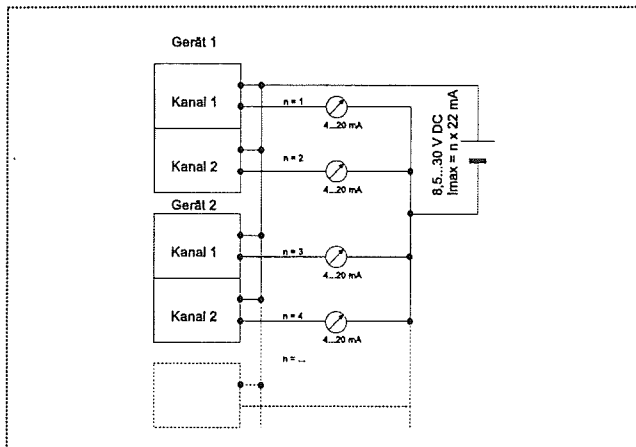 Gerät 1
Kanal 1
n = 1
4...20 mA
Kanal 2
n = 2
4...20 mA
8,5...30 V DC
Imax = n x 22 mA
Gerät 2
Kanal 1
n = 3
4...20 mA
Kanal 2
n = 4
4...20 mA
n = ...